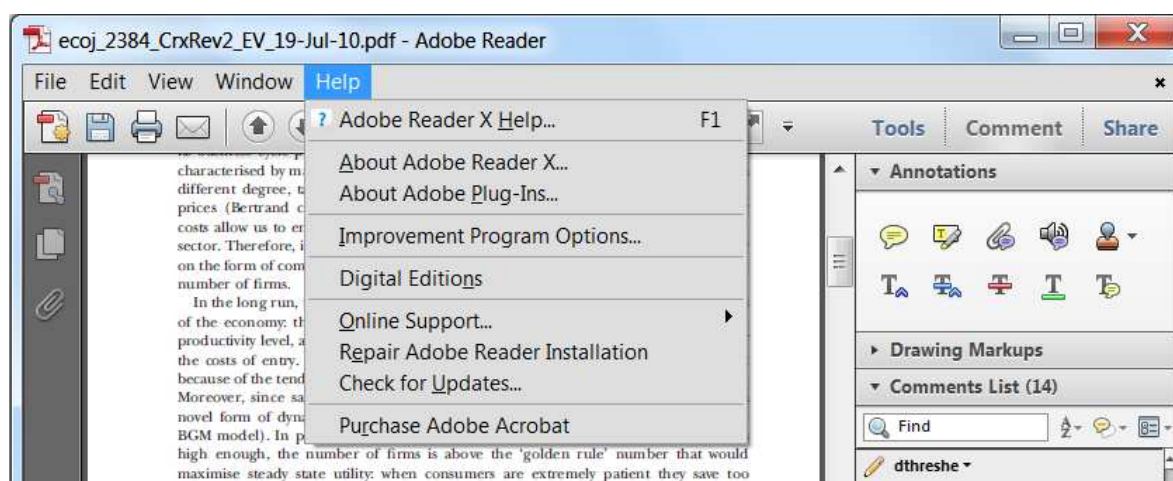 ecoj_2384_CrxRev2_EV_19-Jul-10.pdf - Adobe Reader
File Edit View Window Help
Adobe Reader X Help... F1
About Adobe Reader X...
About Adobe Plug-Ins...
Improvement Program Options...
Digital Editions
Online Support...
Repair Adobe Reader Installation
Check for Updates...
Purchase Adobe Acrobat
characterised by m
different degree, t
prices (Bertrand c
costs allow us to er
sector. Therefore, i
on the form of com
number of firms.
In the long run,
of the economy: th
productivity level, a
the costs of entry.
because of the tend
Moreover, since sa
novel form of dyna
BGM model). In p
high enough, the number of firms is above the 'golden rule' number that would
maximise steady state utility: when consumers are extremely patient they save too
Tools Comment Share
Annotations
Drawing Markups
Comments List (14)
Find
dthreshe